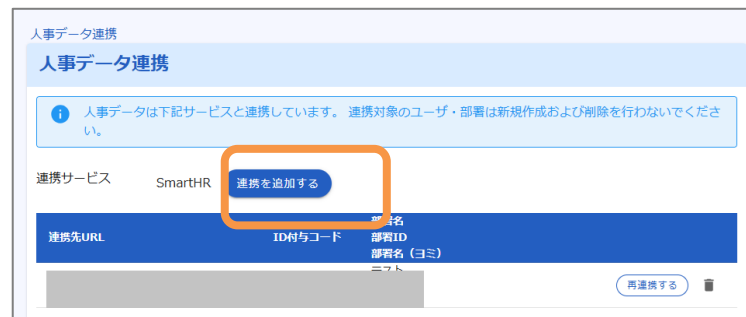 人事データ連携
人事データ連携
人事データは下記サービスと連携しています。 連携対象のユーザ・部署は新規作成および削除を行わないでくださ
い。
連携サービス
SmartHR
連携を追加する
連携先URL
ID付与コード
部署名
部署ID
部署名（ヨミ）
テスト
再連携する